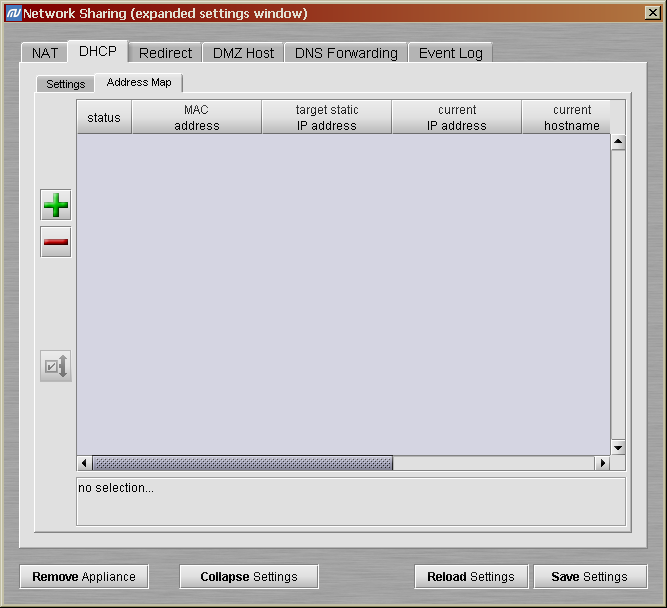 Network Sharing (expanded settings window)
NAT DHCP Redirect DMZ Host DNS Forwarding Event Log
Settings Address Map
status MAC address target static IP address current IP address current hostname
no selection...
Remove Appliance Collapse Settings Reload Settings Save Settings